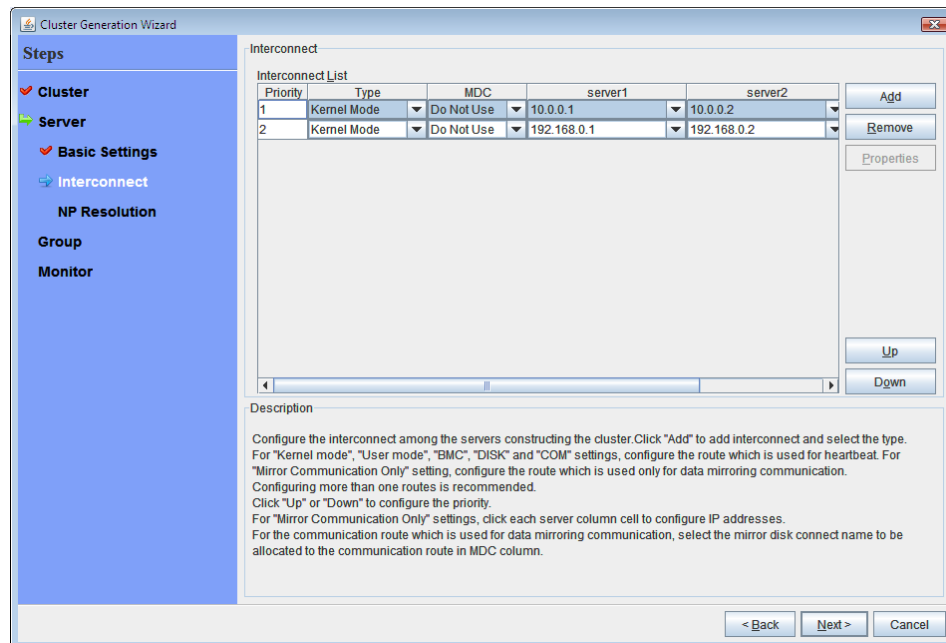 Cluster Generation Wizard
Steps
Cluster
Server
Basic Settings
Interconnect
NP Resolution
Group
Monitor
Interconnect
Interconnect List
Priority Type MDC server1 server2
1 Kernel Mode Do Not Use 10.0.0.1 10.0.0.2
2 Kernel Mode Do Not Use 192.168.0.1 192.168.0.2
Add
Remove
Properties
Up
Down
Description
Configure the interconnect among the servers constructing the cluster.Click "Add" to add interconnect and select the type.
For "Kernel mode", "User mode", "BMC", "DISK" and "COM" settings, configure the route which is used for heartbeat. For
"Mirror Communication Only" setting, configure the route which is used only for data mirroring communication.
Configuring more than one routes is recommended.
Click "Up" or "Down" to configure the priority.
For "Mirror Communication Only" settings, click each server column cell to configure IP addresses.
For the communication route which is used for data mirroring communication, select the mirror disk connect name to be
allocated to the communication route in MDC column.
< Back Next > Cancel